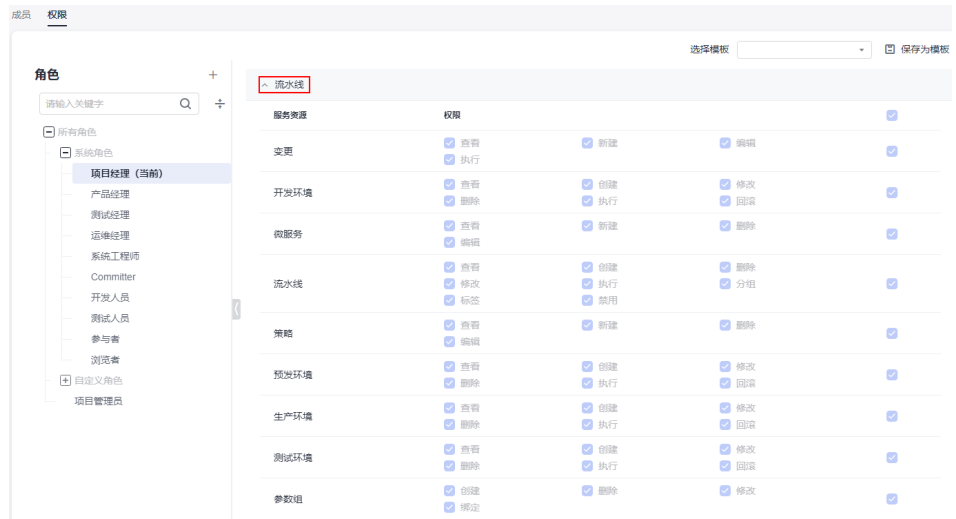 成员 权限
选择模板 保存为模板
角色 +
请输入关键字
所有角色
系统角色
项目经理（当前）
产品经理
测试经理
运维经理
系统工程师
Committer
开发人员
测试人员
参与者
浏览者
自定义角色
项目管理员
流水线
服务资源 权限
变更 查看 新建 编辑
执行
开发环境 查看 创建 修改
删除 执行 回滚
微服务 查看 新建 删除
编辑
流水线 查看 创建 删除
修改 执行 分组
标签 禁用
策略 查看 新建 删除
编辑
预发环境 查看 创建 修改
删除 执行 回滚
生产环境 查看 创建 修改
删除 执行 回滚
测试环境 查看 创建 修改
删除 执行 回滚
参数组 创建 删除 修改
绑定